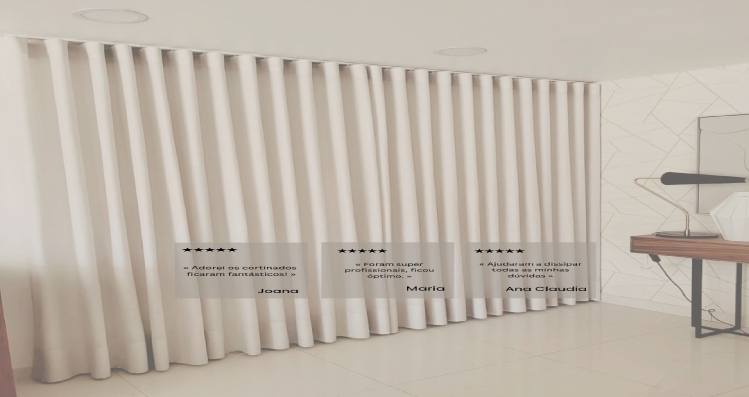 ★★★★★
« Adorei os cortinados
ficaram fantásticos! »
Joana
★★★★★
« Foram super
profissionais, ficou
óptimo. »
Maria
★★★★★
« Ajudaram a dissipar
todas as minhas
dúvidas »
Ana Claudia